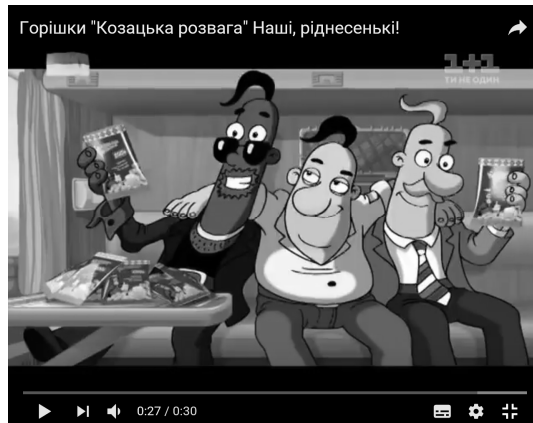 Горішки "Козацька розвага" Наші, ріднесенькі!
1+1
ТИ НЕ ОДИН
0:27 / 0:30